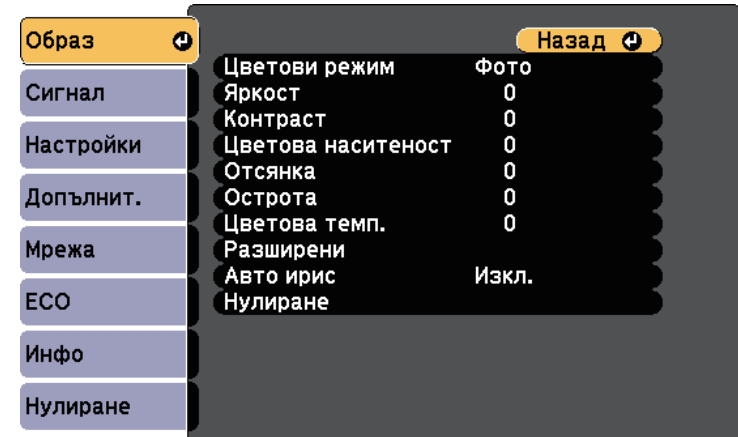 Образ
Сигнал
Настройки
Допълнит.
Мрежа
ECO
Инфо
Нулиране
Назад
Цветови режим Фото
Яркост 0
Контраст 0
Цветова наситеност 0
Отсянка 0
Острота 0
Цветова темп. 0
Разширени
Авто ирис Изкл.
Нулиране